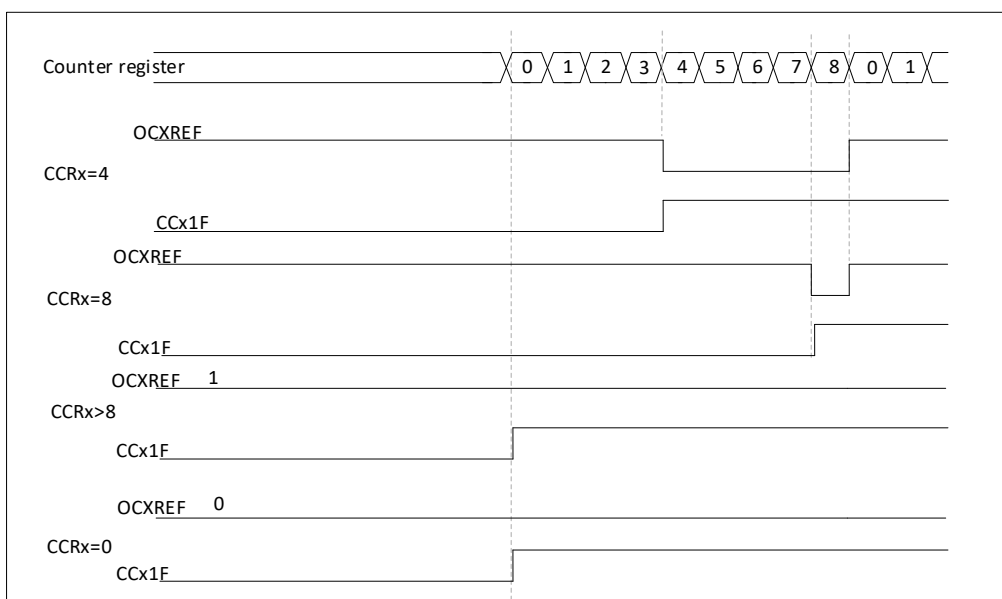 Counter register 0 1 2 3 4 5 6 7 8 0 1
OCXREF
CCRx=4
CCx1F
OCXREF
CCRx=8
CCx1F
OCXREF 1
CCRx>8
CCx1F
OCXREF 0
CCRx=0
CCx1F